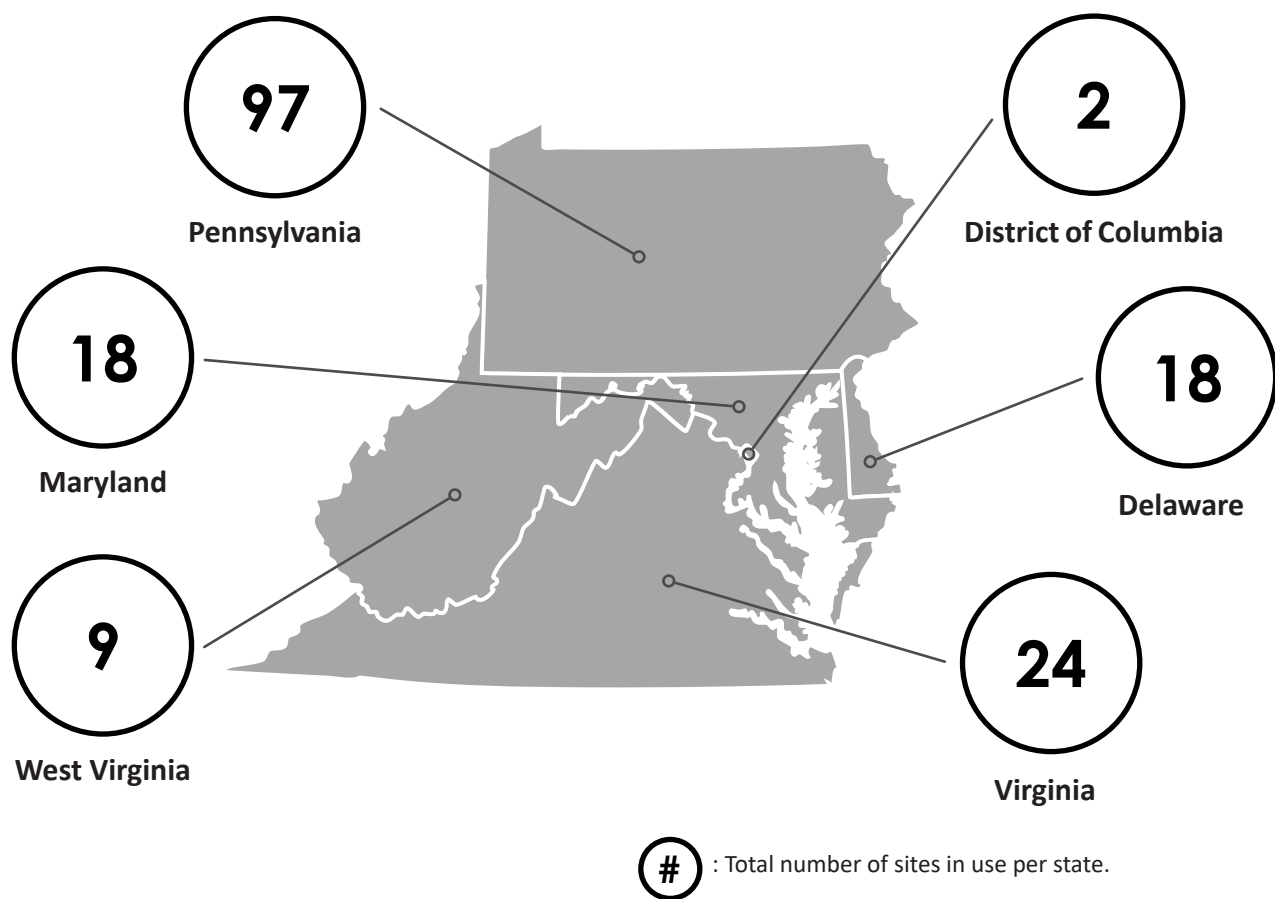 97
Pennsylvania
2
District of Columbia
18
Maryland
18
Delaware
9
West Virginia
24
Virginia
# : Total number of sites in use per state.